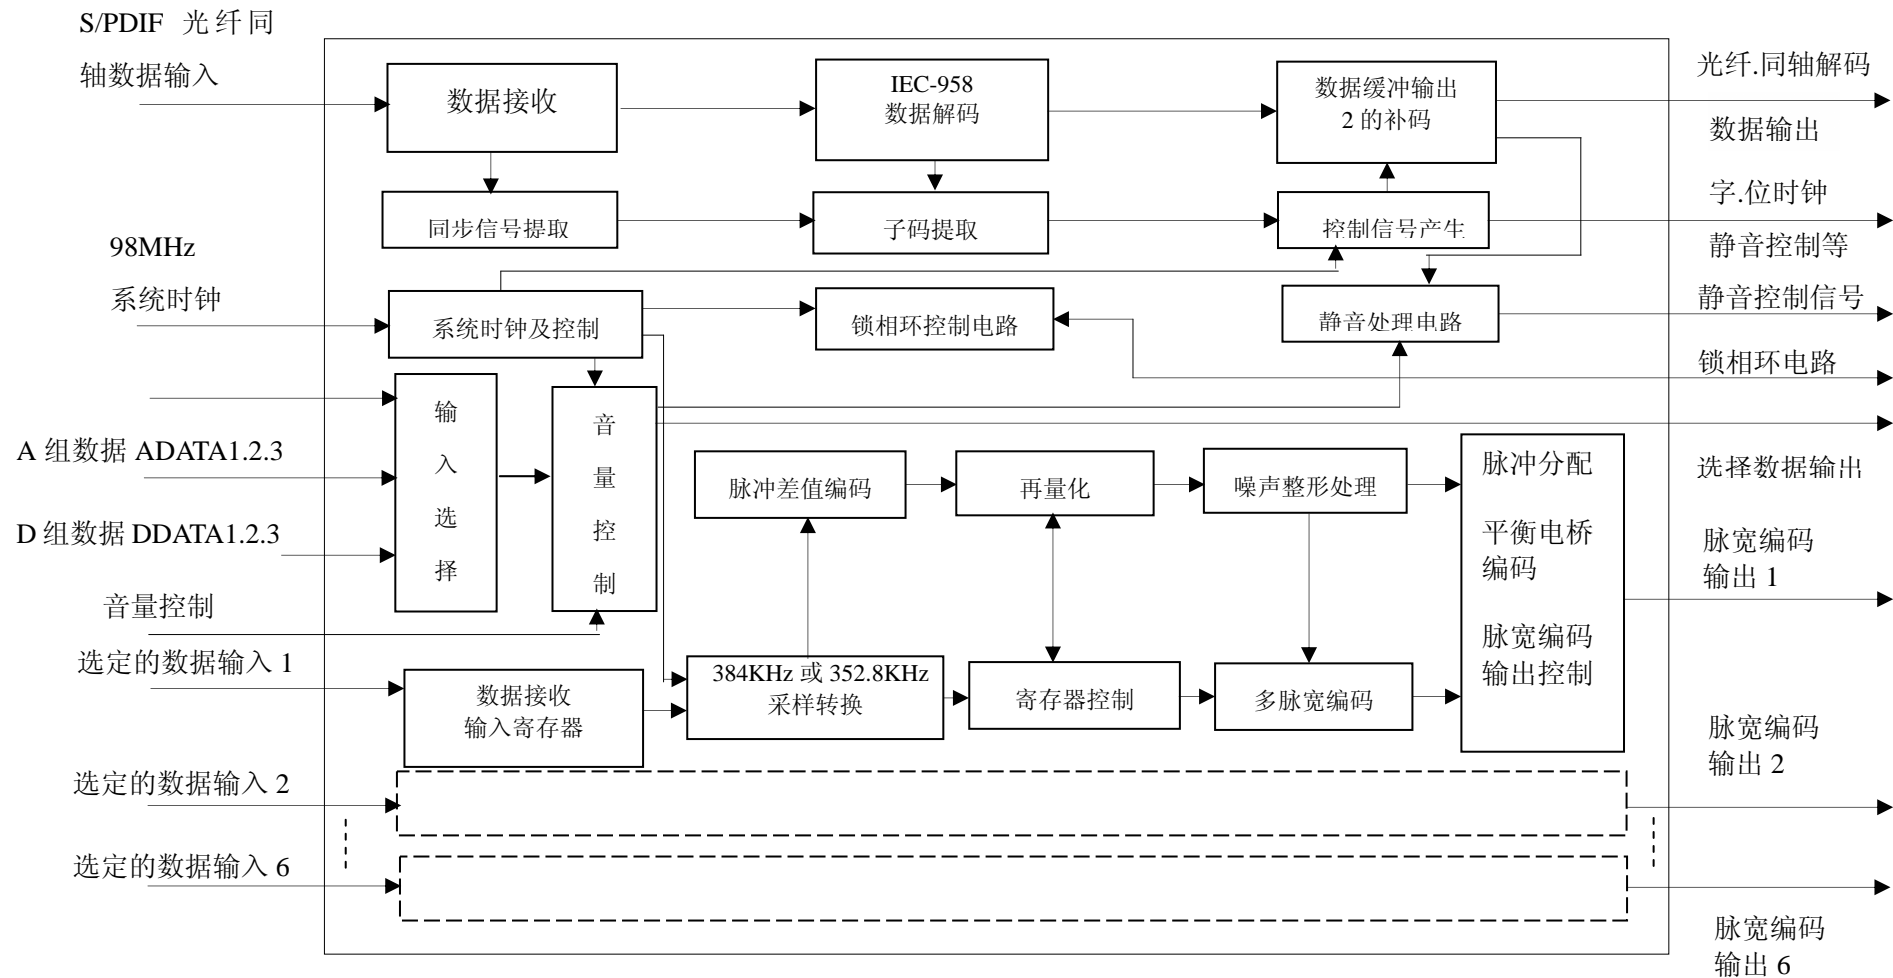 S/PDIF 光纤同
轴数据输入
98MHz
系统时钟
A 组数据 ADATA1.2.3
D 组数据 DDATA1.2.3
音量控制
选定的数据输入 1
选定的数据输入 2
选定的数据输入 6
数据接收
IEC-958
数据解码
数据缓冲输出
2 的补码
同步信号提取
子码提取
控制信号产生
系统时钟及控制
锁相环控制电路
静音处理电路
输
入
选
择
音
量
控
制
脉冲差值编码
再量化
噪声整形处理
脉冲分配
平衡电桥
编码
脉宽编码
输出控制
数据接收
输入寄存器
384KHz 或 352.8KHz
采样转换
寄存器控制
多脉宽编码
光纤.同轴解码
数据输出
字.位时钟
静音控制等
静音控制信号
锁相环电路
选择数据输出
脉宽编码
输出 1
脉宽编码
输出 2
脉宽编码
输出 6